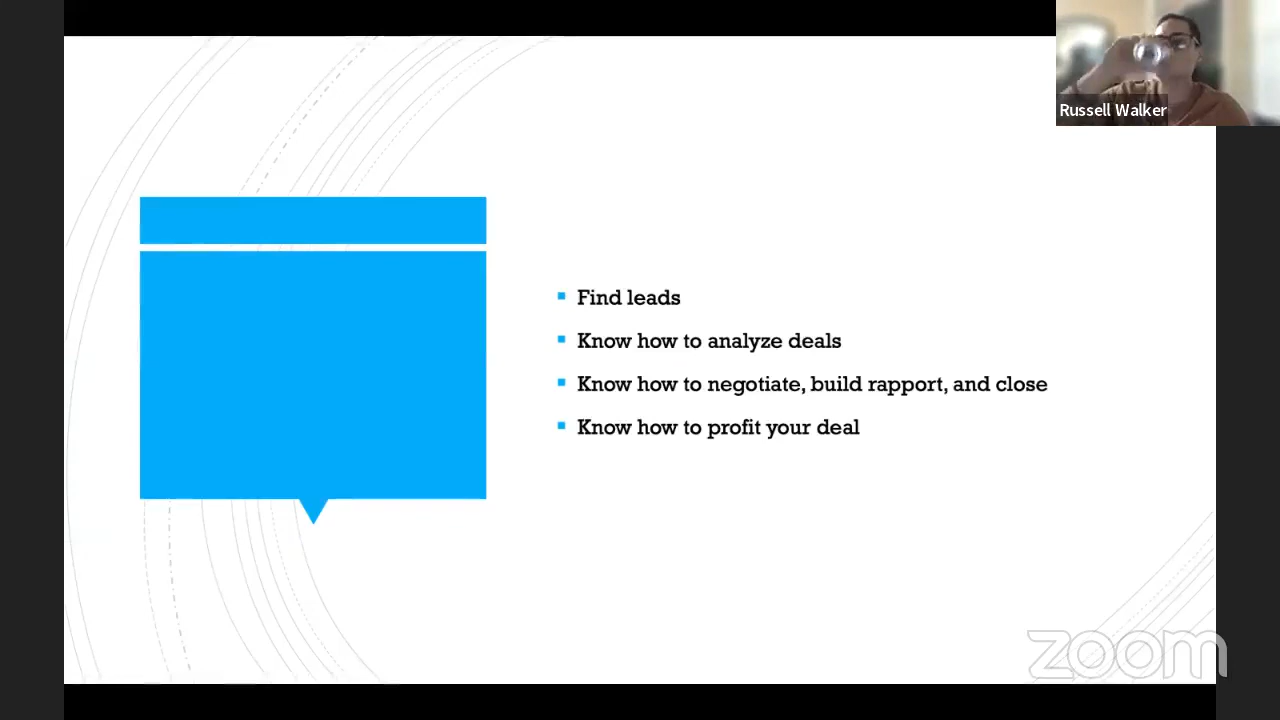 Russell Walker
Find leads
Know how to analyze deals
Know how to negotiate, build rapport, and close
Know how to profit your deal
zoom